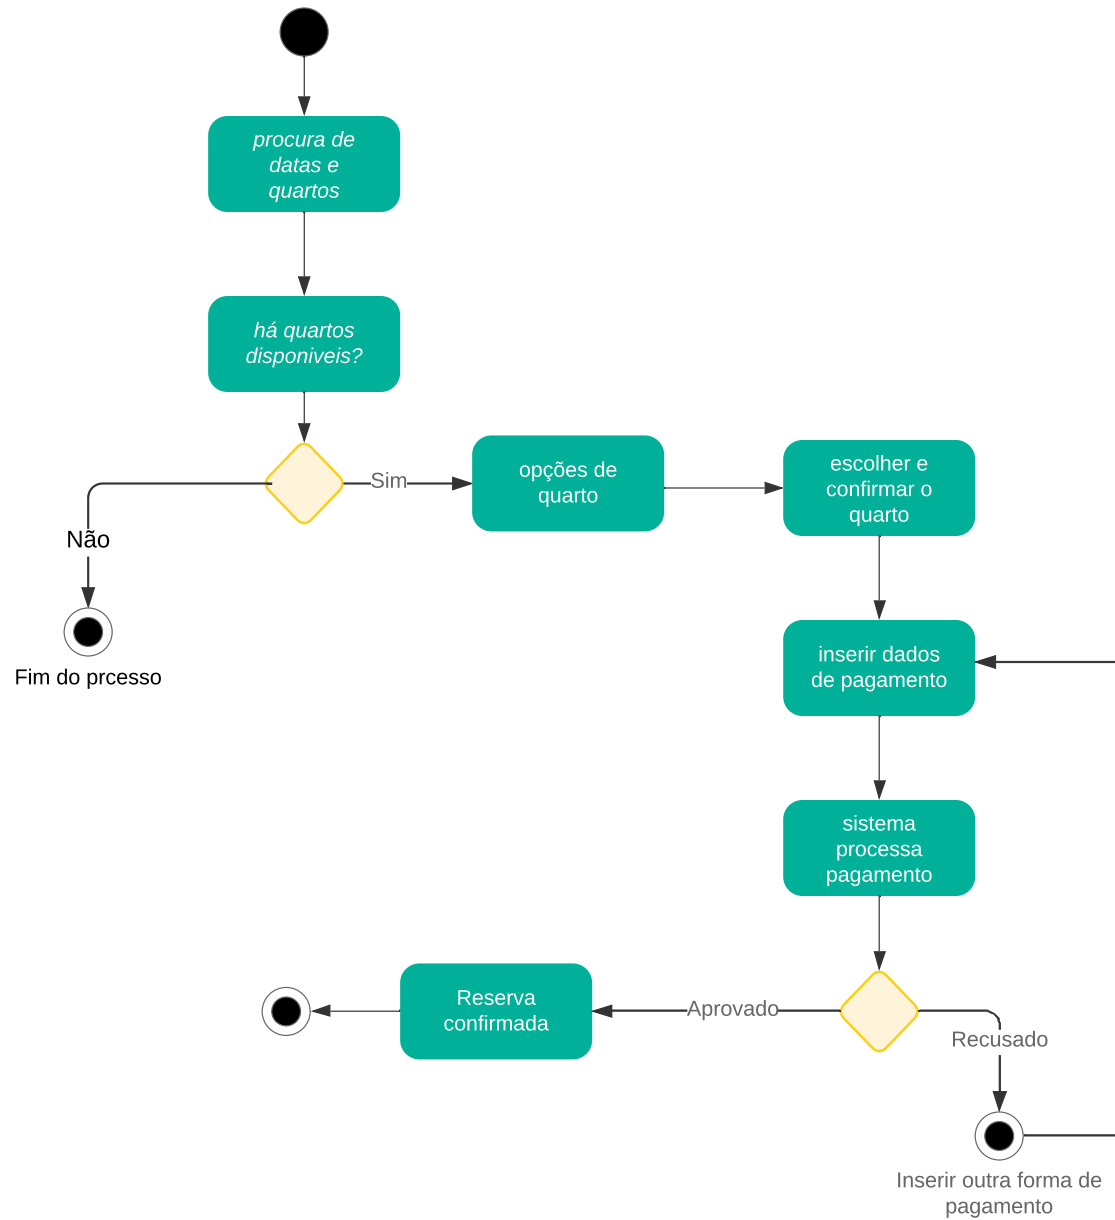 procura de
datas e
quartos
há quartos
disponiveis?
Sim
opções de
quarto
escolher e
confirmar o
quarto
Não
Fim do prcesso
inserir dados
de pagamento
sistema
processa
pagamento
Reserva
confirmada
Aprovado
Recusado
Inserir outra forma de
pagamento